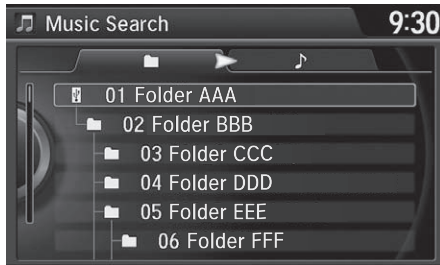 Music Search
9:30
01 Folder AAA
02 Folder BBB
03 Folder CCC
04 Folder DDD
05 Folder EEE
06 Folder FFF